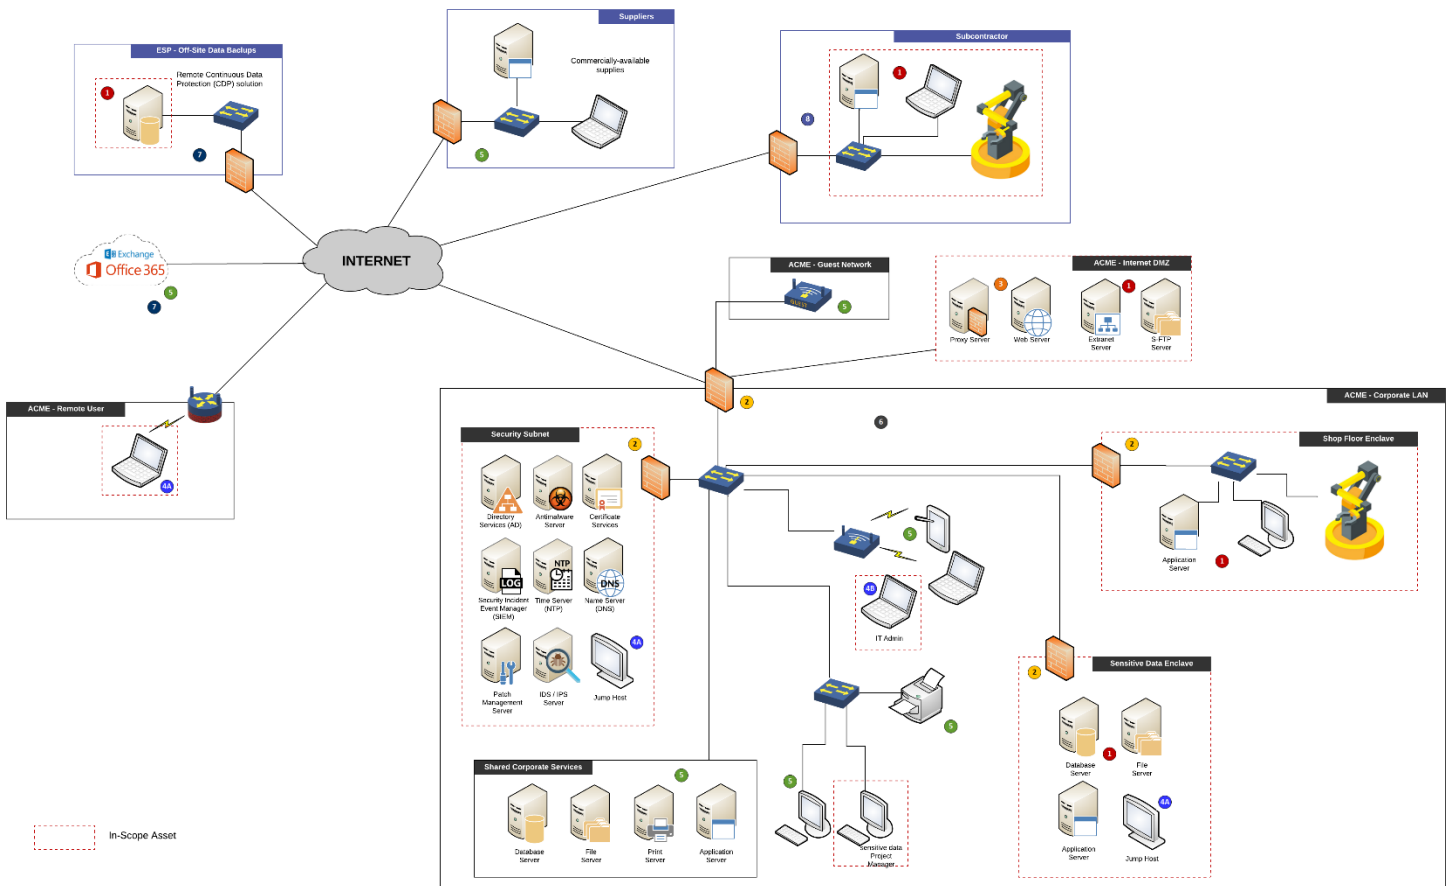 Suppliers
ESP - Off-Site Data Backups
Subcontractor
Remote Continuous Data
Protection (CDP) solution
Commercially-available
supplies
1
1
8
7
5
INTERNET
Exchange
Office 365
5
7
ACME - Guest Network
5
ACME - Internet DMZ
3
1
Proxy Server
Web Server
Extranet
Server
S-FTP
Server
2
ACME - Corporate LAN
6
ACME - Remote User
4A
Security Subnet
2
Directory
Services (AD)
Antimalware
Server
Certificate
Services
LOG
NTP
DNS
Security Incident
Event Manager
(SIEM)
Time Server
(NTP)
Name Server
(DNS)
4A
Patch
Management
Server
IDS / IPS
Server
Jump Host
2
Shop Floor Enclave
Application
Server
1
5
4B
IT Admin
2
Sensitive Data Enclave
Database
Server
1
File
Server
4A
Application
Server
Jump Host
5
5
Sensitive data
Project
Manager
Shared Corporate Services
5
Database
Server
File
Server
Print
Server
Application
Server
In-Scope Asset